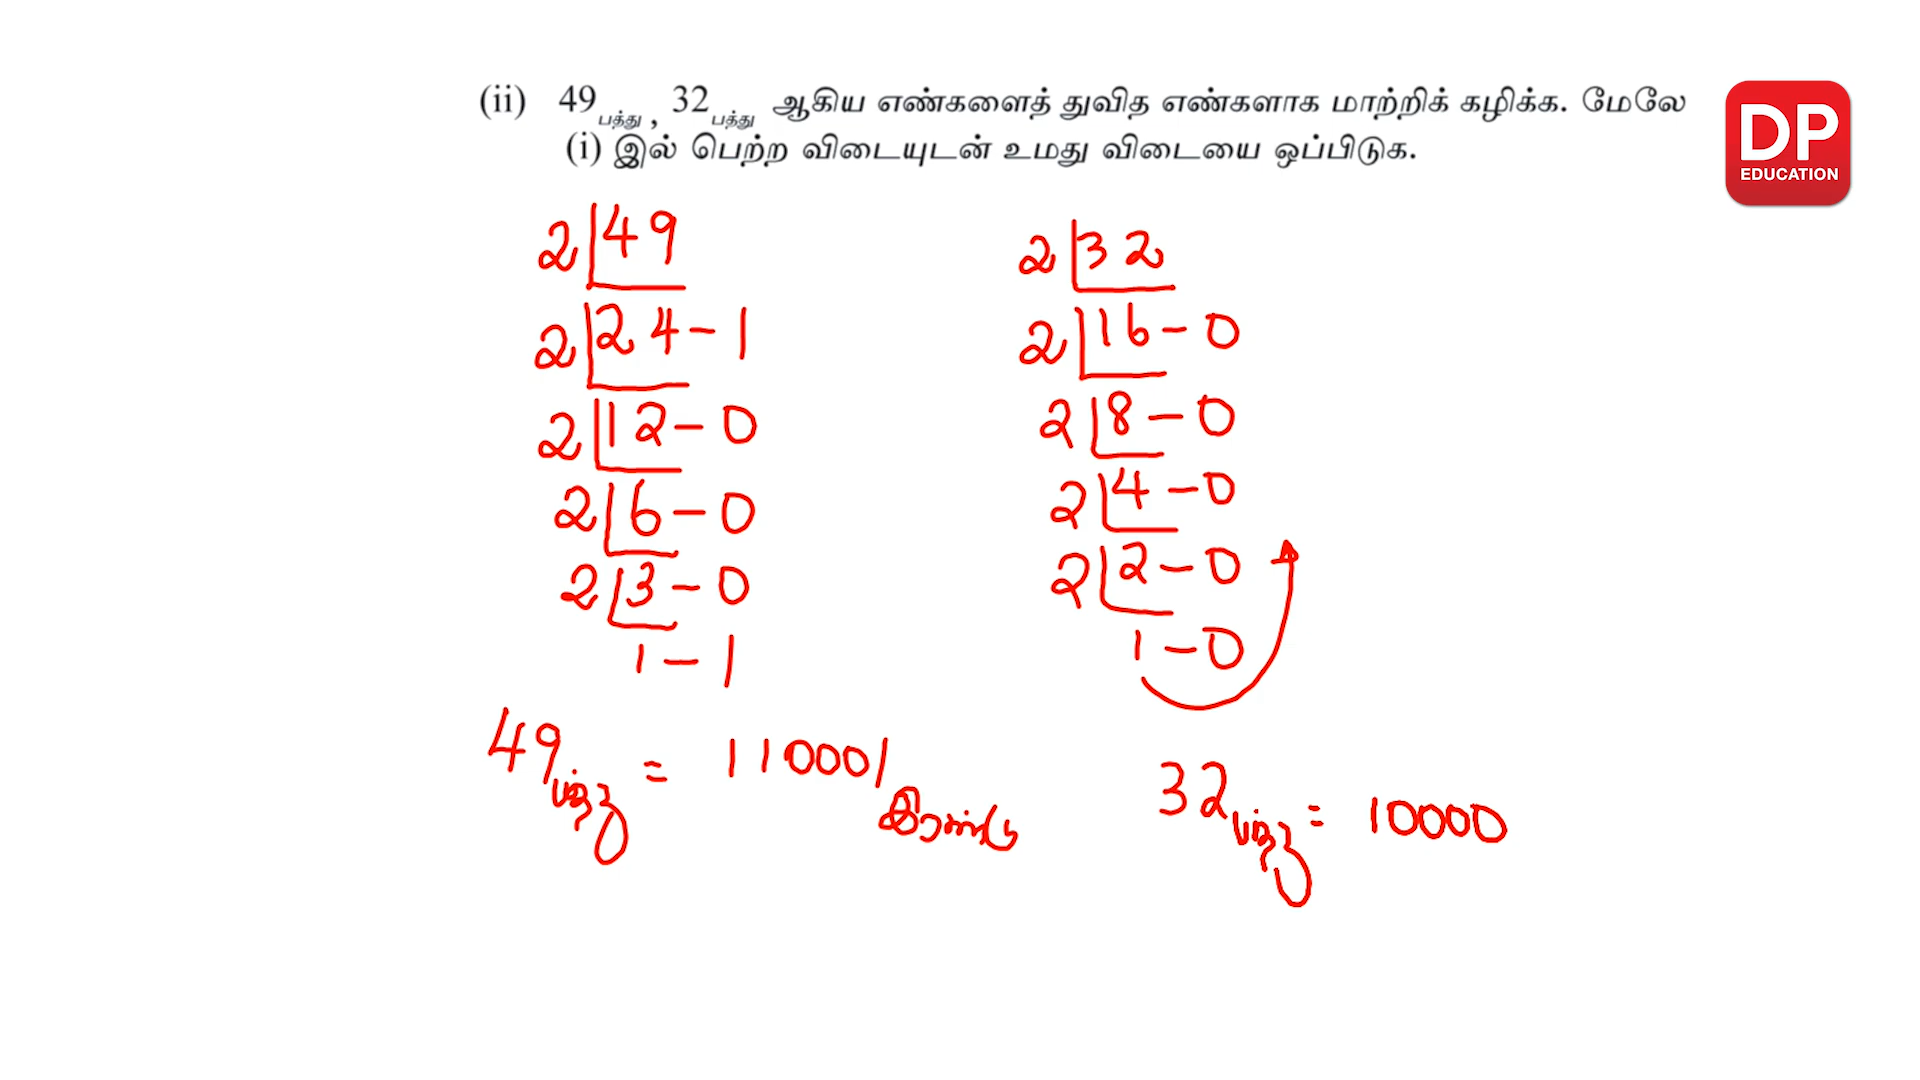 (ii) 49பத்து, 32பத்து ஆகிய எண்களைத் துவித எண்களாக மாற்றிக் கழிக்க. மேலே
(i) இல் பெற்ற விடையுடன் உமது விடையை ஒப்பிடுக.
DP
EDUCATION
2 49
2 24 - 1
2 12 - 0
2 6 - 0
2 3 - 0
1 - 1
49பத்து = 110001இரண்டு
2 32
2 16 - 0
2 8 - 0
2 4 - 0
2 2 - 0
1 - 0
32பத்து = 10000